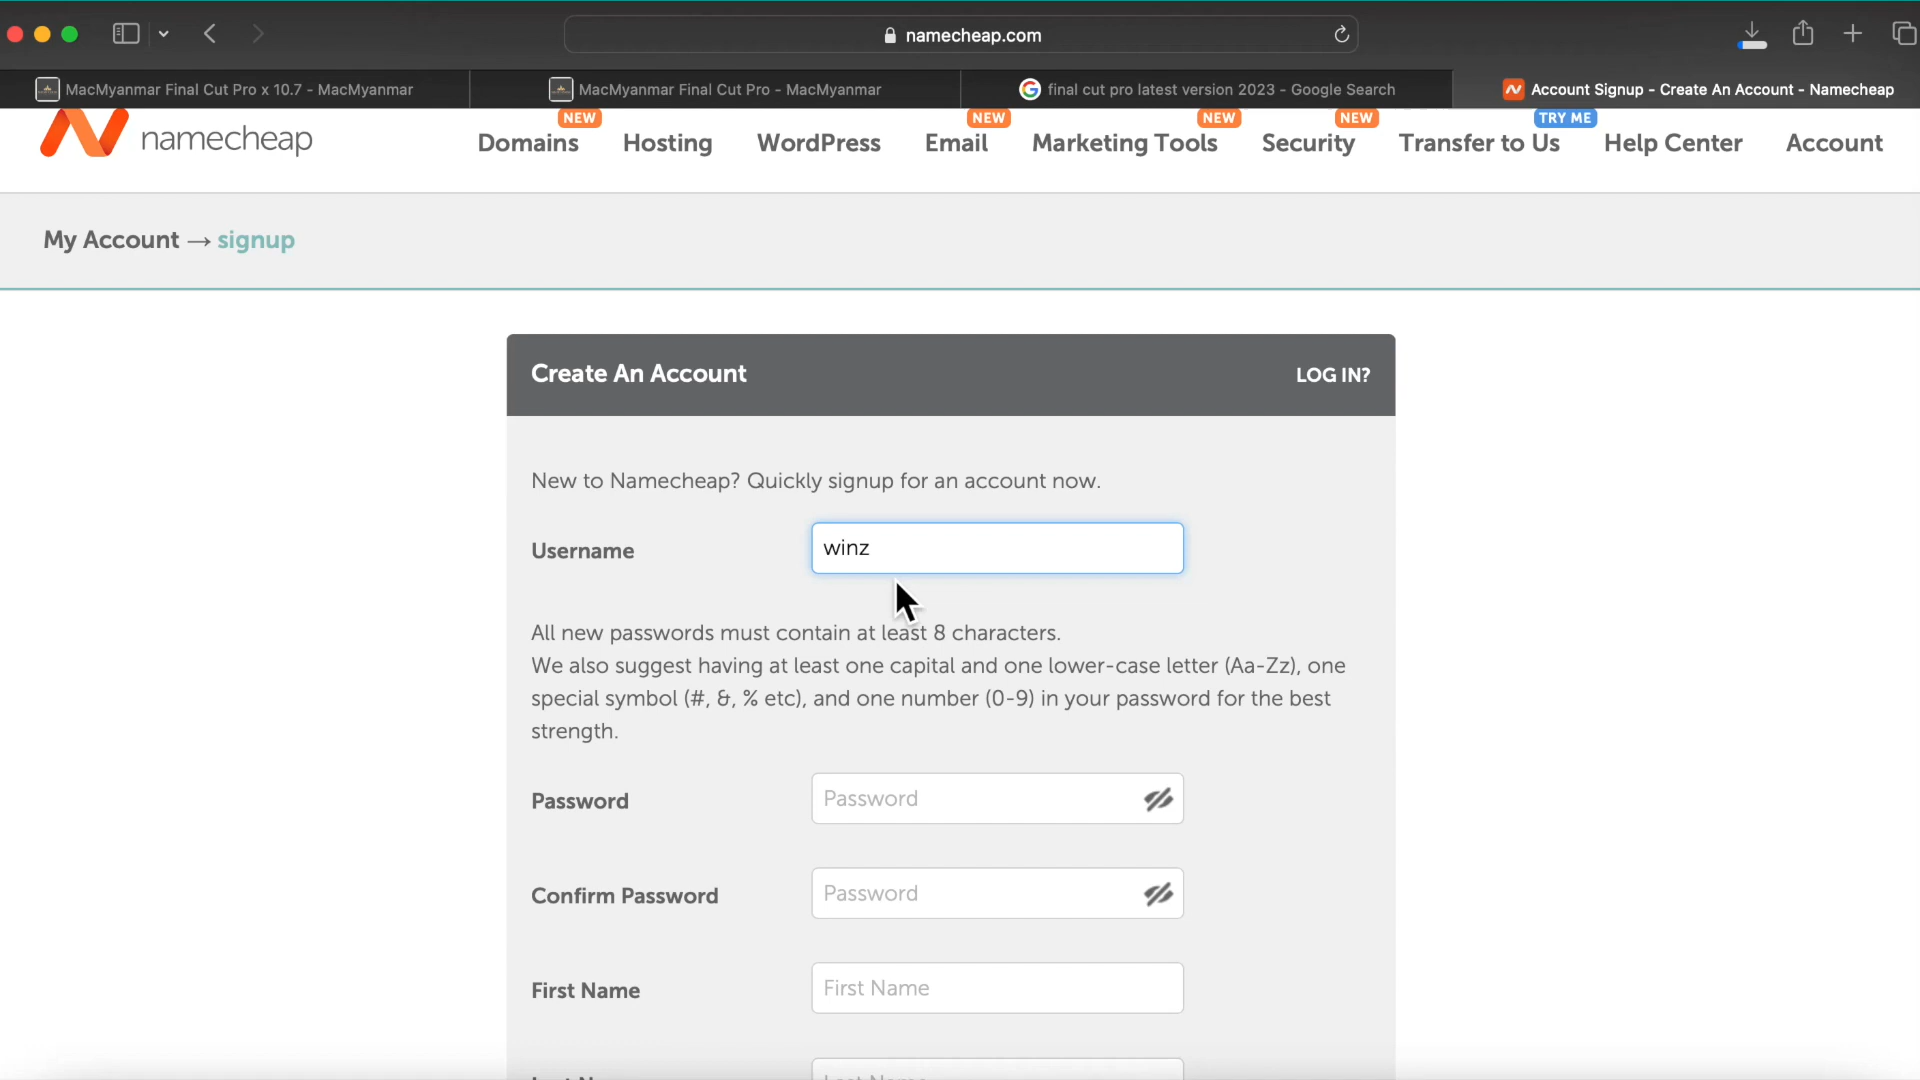 namecheap.com
MacMyanmar Final Cut Pro x 10.7 - MacMyanmar
MacMyanmar Final Cut Pro - MacMyanmar
final cut pro latest version 2023 - Google Search
Account Signup - Create An Account - Namecheap
namecheap
NEW
NEW
NEW
NEW
TRY ME
Domains Hosting WordPress Email Marketing Tools Security Transfer to Us Help Center Account
My Account → signup
Create An Account
LOG IN?
New to Namecheap? Quickly signup for an account now.
Username
winz
All new passwords must contain at least 8 characters.
We also suggest having at least one capital and one lower-case letter (Aa-Zz), one
special symbol (#, &, % etc), and one number (0-9) in your password for the best
strength.
Password
Password
Confirm Password
Password
First Name
First Name